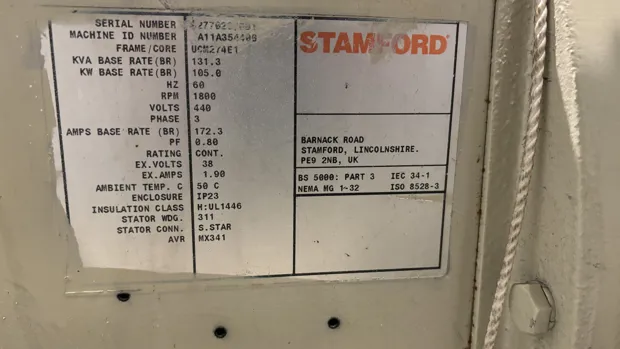 SERIAL NUMBER
MACHINE ID NUMBER A11A354409
FRAME/CORE UCM274E1
KVA BASE RATE(BR) 131.3
KW BASE RATE(BR) 105.0
HZ 60
RPM 1800
VOLTS 440
PHASE 3
AMPS BASE RATE (BR) 172.3
PF 0.80
RATING CONT.
EX.VOLTS 38
EX.AMPS 1.90
AMBIENT TEMP. C 50 C
ENCLOSURE IP23
INSULATION CLASS H:UL1446
STATOR WDG. 311
STATOR CONN. S.STAR
AVR MX341
STAMFORD
BARNACK ROAD
STAMFORD, LINCOLNSHIRE.
PE9 2NB, UK
BS 5000: PART 3 IEC 34-1
NEMA MG 1-32 ISO 8528-3